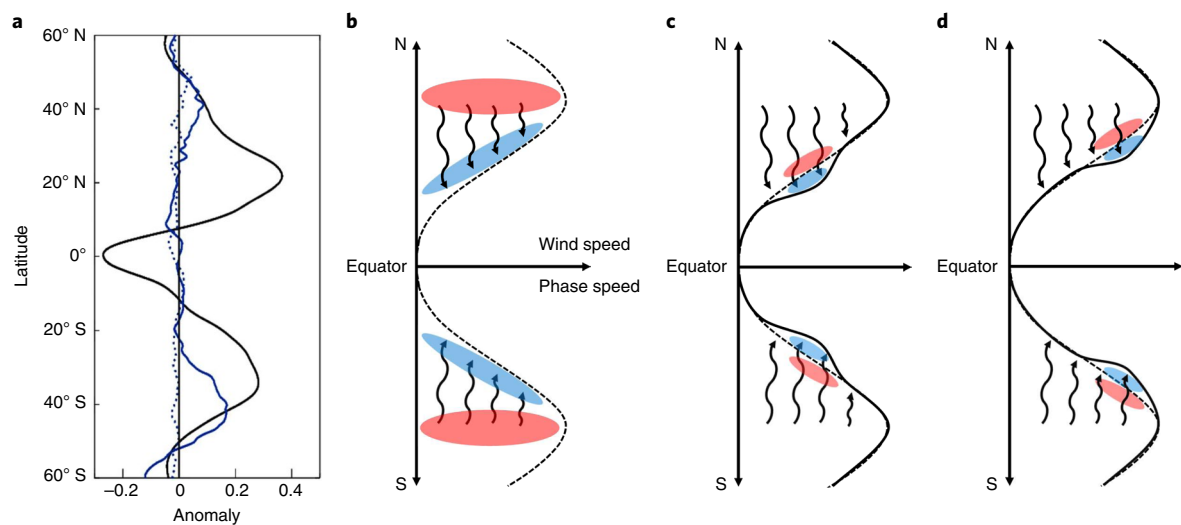 a
60° N
40° N
20° N
0°
20° S
40° S
60° S
Latitude
−0.2
0
0.2
0.4
Anomaly
b
N
Wind speed
Equator
Phase speed
S
c
N
Equator
S
d
N
Equator
S